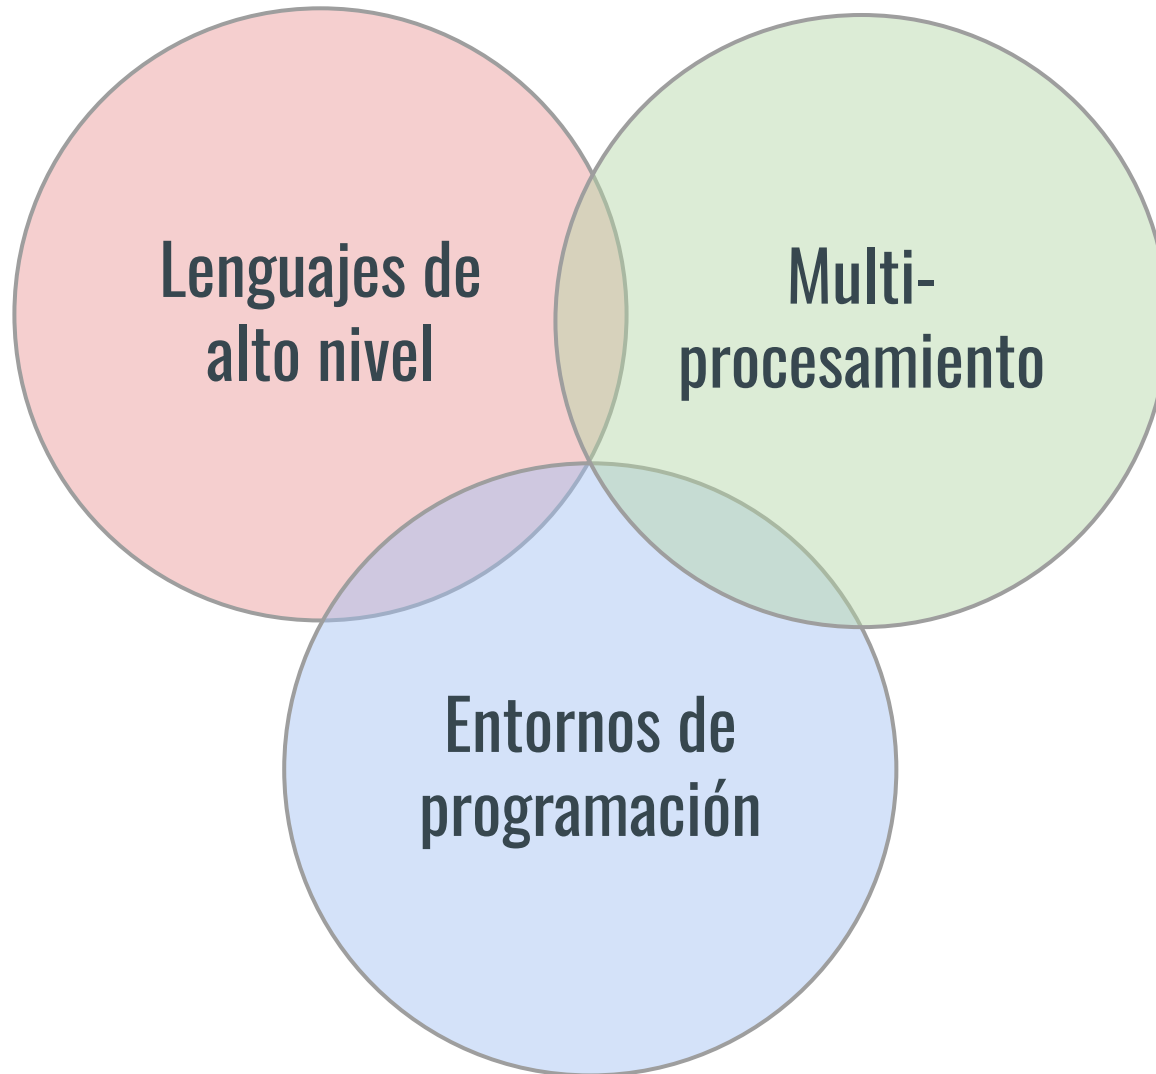 Lenguajes de
alto nivel
Multi-
procesamiento
Entornos de
programación